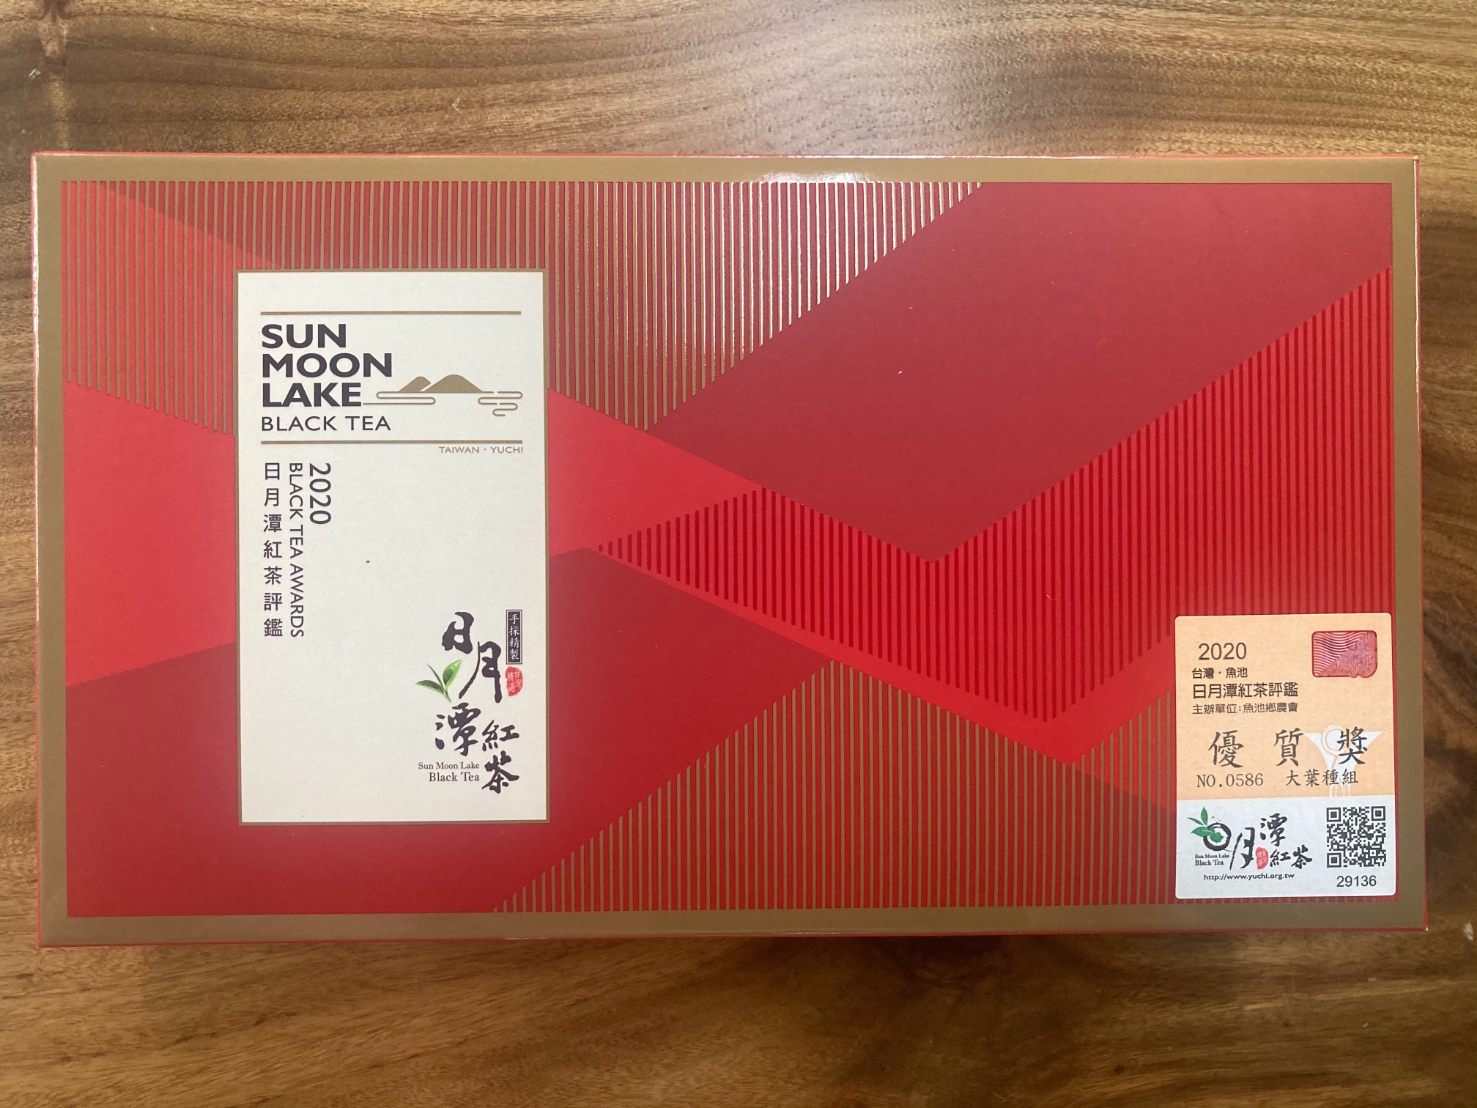 SUN
MOON
LAKE
BLACK TEA
TAIWAN · YUCHI
2020
BLACK TEA AWARDS
日月潭紅茶評鑑
手採精製
日月潭紅茶
Sun Moon Lake
Black Tea
2020
台灣·魚池
日月潭紅茶評鑑
主辦單位:魚池鄉農會
優質獎
NO.0586 大葉種組
月潭紅茶
Sun Moon Lake
Black Tea
http://www.yuchi.org.tw
29136